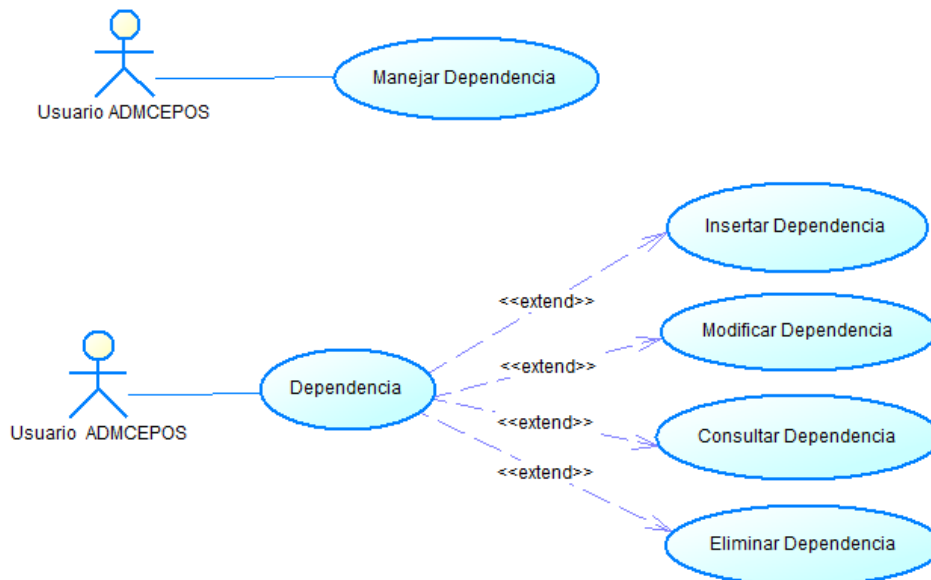 Manejar Dependencia
Usuario ADMCEPOS
Insertar Dependencia
<<extend>>
Modificar Dependencia
<<extend>>
Dependencia
Usuario ADMCEPOS
<<extend>>
Consultar Dependencia
<<extend>>
Eliminar Dependencia